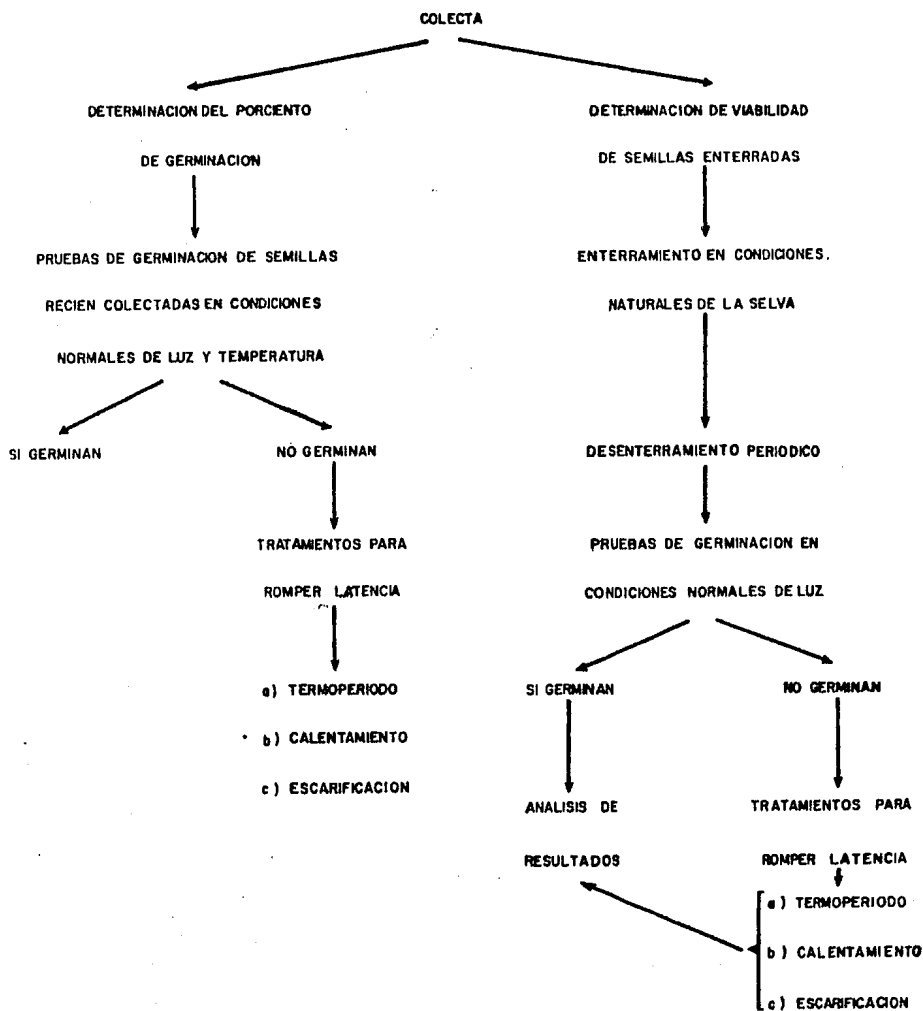 COLECTA
DETERMINACION DEL PORCIENTO
DE GERMINACION
PRUEBAS DE GERMINACION DE SEMILLAS
RECIEN COLECTADAS EN CONDICIONES
NORMALES DE LUZ Y TEMPERATURA
SI GERMINAN
NO GERMINAN
TRATAMIENTOS PARA
ROMPER LATENCIA
a) TERMOPERIODO
b) CALENTAMIENTO
c) ESCARIFICACION
DETERMINACION DE VIABILIDAD
DE SEMILLAS ENTERRADAS
ENTERRAMIENTO EN CONDICIONES.
NATURALES DE LA SELVA
DESENTERRAMIENTO PERIODICO
PRUEBAS DE GERMINACION EN
CONDICIONES NORMALES DE LUZ
SI GERMINAN
ANALISIS DE
RESULTADOS
NO GERMINAN
TRATAMIENTOS PARA
ROMPER LATENCIA
a) TERMOPERIODO
b) CALENTAMIENTO
c) ESCARIFICACION